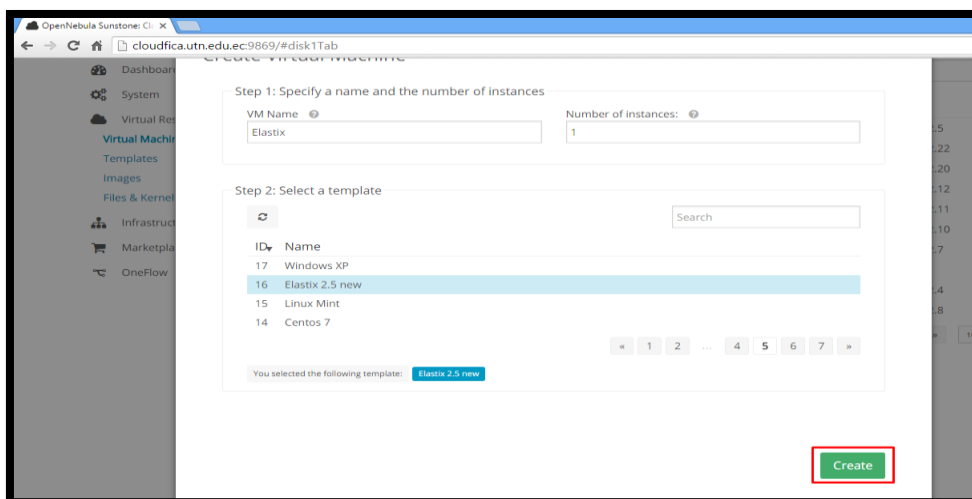 OpenNebula Sunstone: Cl
cloudfica.utn.edu.ec:9869/#disk1Tab
Create Virtual Machine
Dashboar
System
Virtual Res
Virtual Machin
Templates
Images
Files & Kernel
Infrastruct
Marketpla
OneFlow
Step 1: Specify a name and the number of instances
VM Name
Number of instances:
Elastix
1
Step 2: Select a template
Search
ID Name
17 Windows XP
16 Elastix 2.5 new
15 Linux Mint
14 Centos 7
« 1 2 ... 4 5 6 7 »
You selected the following template: Elastix 2.5 new
Create
.5
.22
.20
.12
.11
.10
.7
.4
.8
»